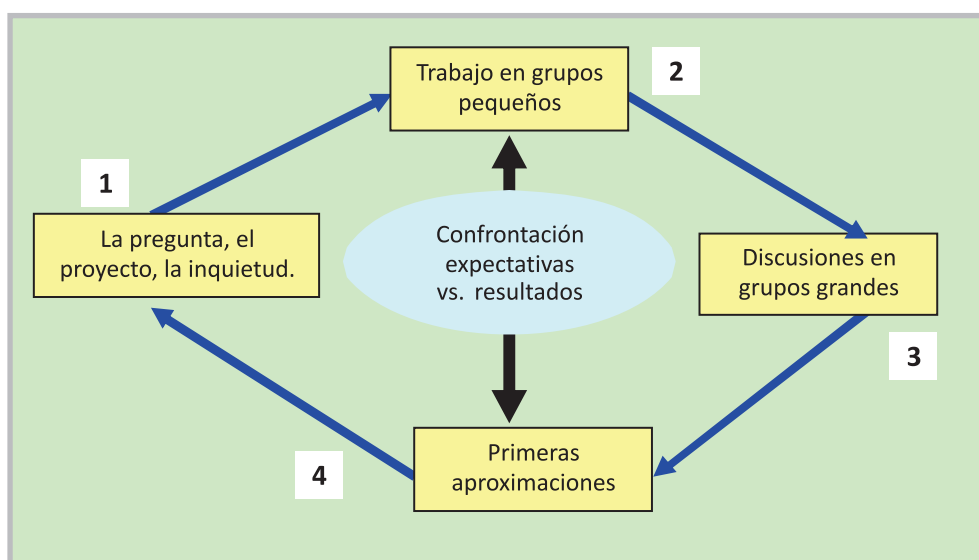 Trabajo en grupos
pequeños
2
1
La pregunta, el
proyecto, la inquietud.
Confrontación
expectativas
vs. resultados
Discusiones en
grupos grandes
3
Primeras
aproximaciones
4